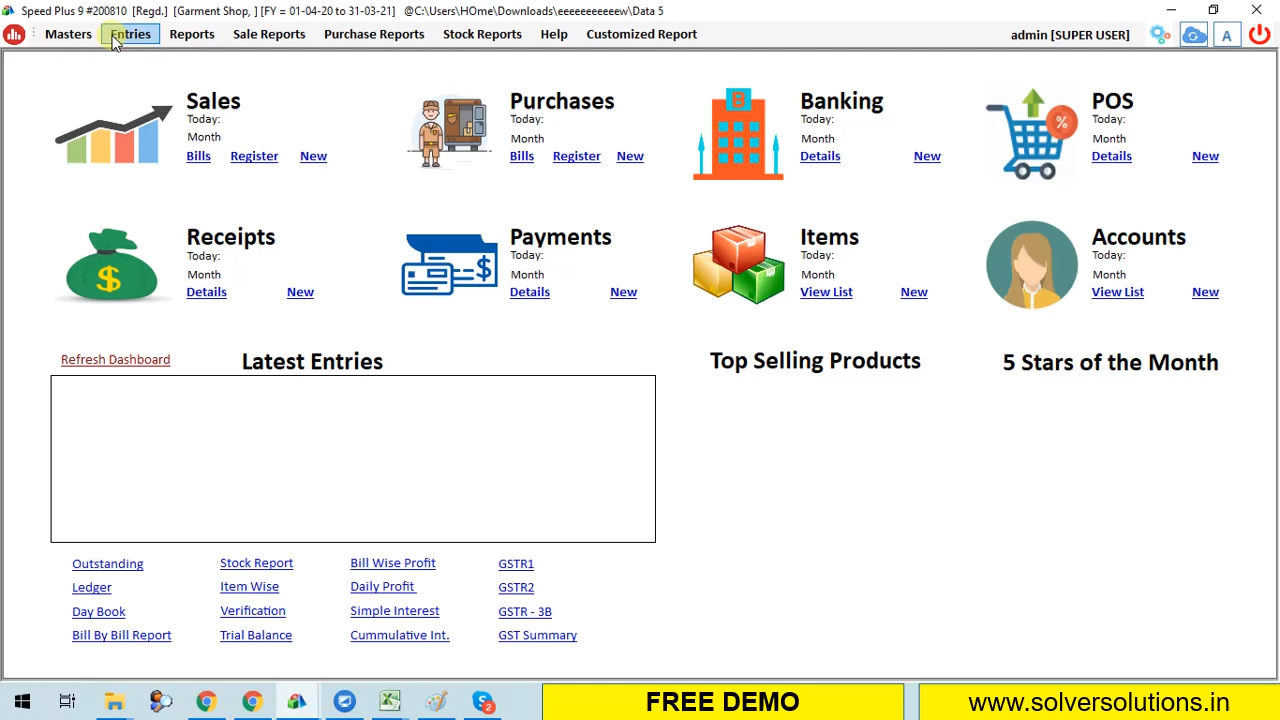 Speed Plus 9 #200810 [Regd.] [Garment Shop, ] [FY = 01-04-20 to 31-03-21] @C:\Users\HOme\Downloads\eeeeeeeeeeew\Data 5
Masters Entries Reports Sale Reports Purchase Reports Stock Reports Help Customized Report admin [SUPER USER] A
Sales Purchases Banking POS
Today: Today: Today: Today:
Month Month Month Month
Bills Register New Bills Register New Details New Details New
Receipts Payments Items Accounts
Today: Today: Today: Today:
Month Month Month Month
Details New Details New View List New View List New
Refresh Dashboard Latest Entries Top Selling Products 5 Stars of the Month
Outstanding Stock Report Bill Wise Profit GSTR1
Ledger Item Wise Daily Profit GSTR2
Day Book Verification Simple Interest GSTR - 3B
Bill By Bill Report Trial Balance Cummulative Int. GST Summary
FREE DEMO www.solversolutions.in